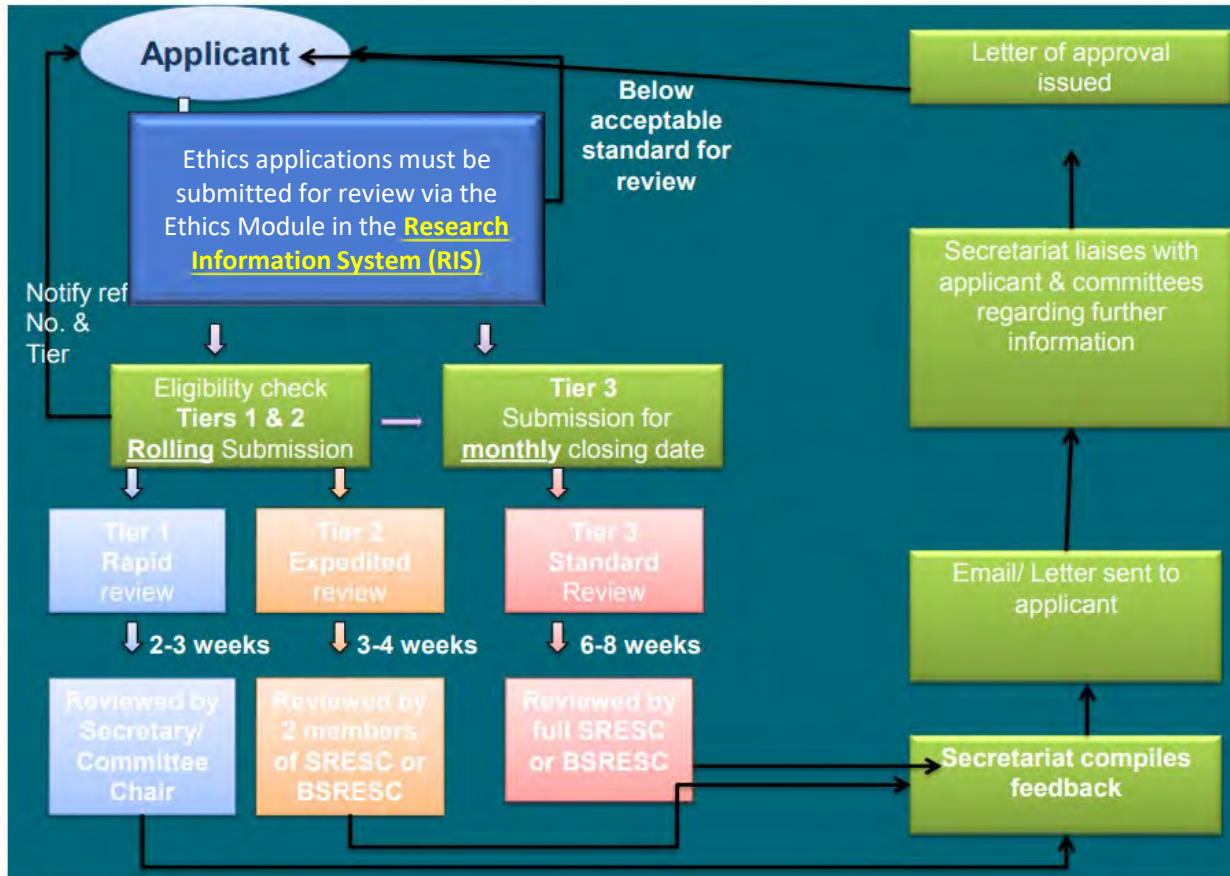 Applicant
Ethics applications must be
submitted for review via the
Ethics Module in the Research
Information System (RIS)
Below
acceptable
standard for
review
Notify ref
No. &
Tier
Eligibility check
Tiers 1 & 2
Rolling Submission
Tier 3
Submission for
monthly closing date
Tier 1
Rapid
review
Tier 2
Expedited
review
Tier 3
Standard
Review
2-3 weeks
3-4 weeks
6-8 weeks
Reviewed by
Secretary/
Committee
Chair
Reviewed by
2 members
of SRESC or
BSRESC
Reviewed by
full SRESC
or BSRESC
Secretariat compiles
feedback
Email/ Letter sent to
applicant
Secretariat liaises with
applicant & committees
regarding further
information
Letter of approval
issued